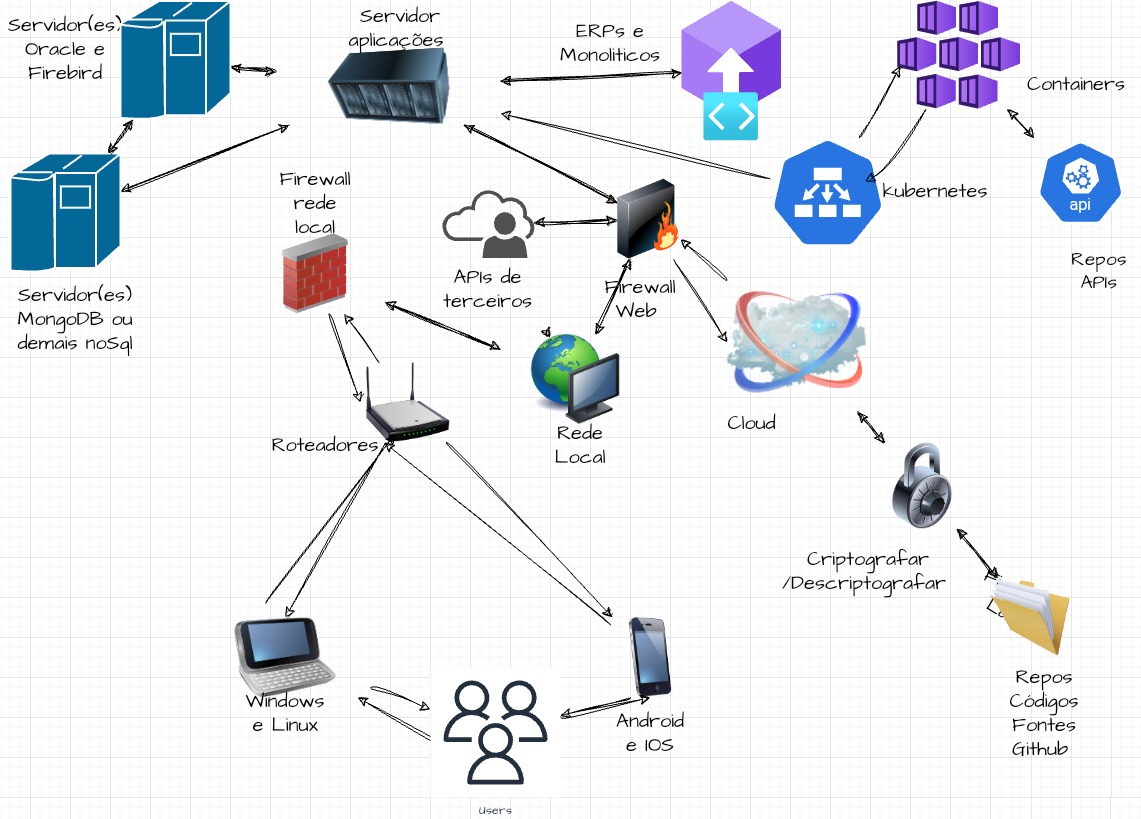 Servidor(es)
Oracle e
Firebird
Servidor
aplicações
ERPs e
Monoliticos
Containers
kubernetes
api
Repos
APIs
Firewall
rede
local
APIs de
terceiros
Firewall
Web
Servidor(es)
MongoDB ou
demais noSql
Cloud
Roteadores
Rede
Local
Criptografar
/Descriptografar
Repos
Códigos
Fontes
Github
Windows
e Linux
Android
e IOS
Users